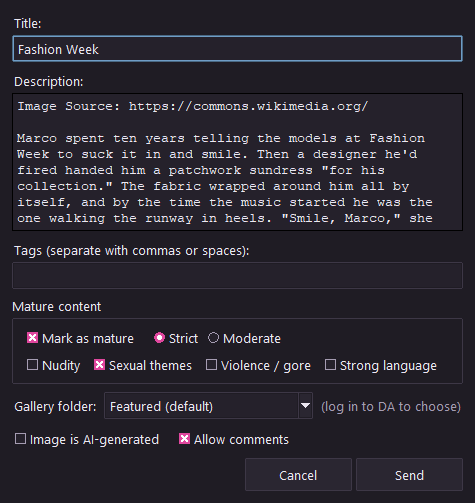 Title:
Fashion Week
Description:
Image Source: https://commons.wikimedia.org/
Marco spent ten years telling the models at Fashion
Week to suck it in and smile. Then a designer he'd
fired handed him a patchwork sundress "for his
collection." The fabric wrapped around him all by
itself, and by the time the music started he was the
one walking the runway in heels. "Smile, Marco," she
Tags (separate with commas or spaces):
Mature content
Mark as mature Strict Moderate
Nudity Sexual themes Violence / gore Strong language
Gallery folder: Featured (default) (log in to DA to choose)
Image is AI-generated Allow comments
Cancel Send